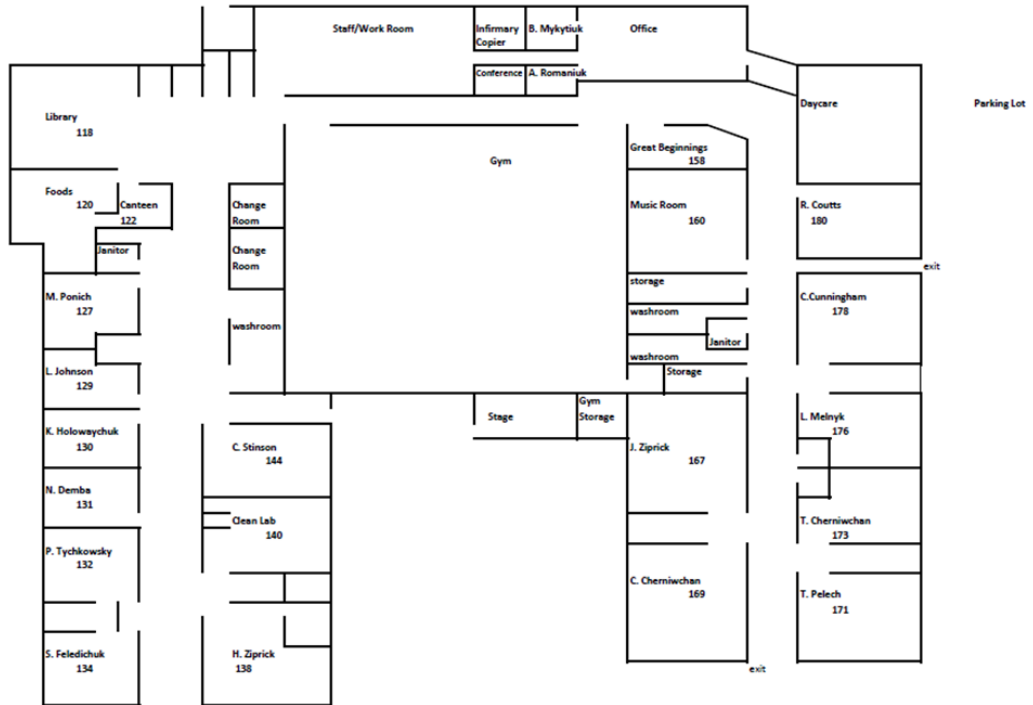 Staff/Work Room
Infirmary
Copier
B. Mykytiuk
Office
Conference
A. Romaniuk
Daycare
Parking Lot
Library
118
Great Beginnings
158
Gym
Foods
120
Canteen
122
Change
Room
Music Room
160
R. Coutts
180
Janitor
Change
Room
exit
storage
M. Ponich
127
C.Cunningham
178
washroom
washroom
Janitor
washroom
L. Johnson
129
Storage
Gym
Storage
Stage
L. Melnyk
176
K. Holowaychuk
130
C. Stinson
144
J. Ziprick
167
N. Demba
131
Clean Lab
140
T. Cherniwchan
173
P. Tychkowsky
132
C. Cherniwchan
169
T. Pelech
171
S. Feledichuk
134
H. Ziprick
138
exit